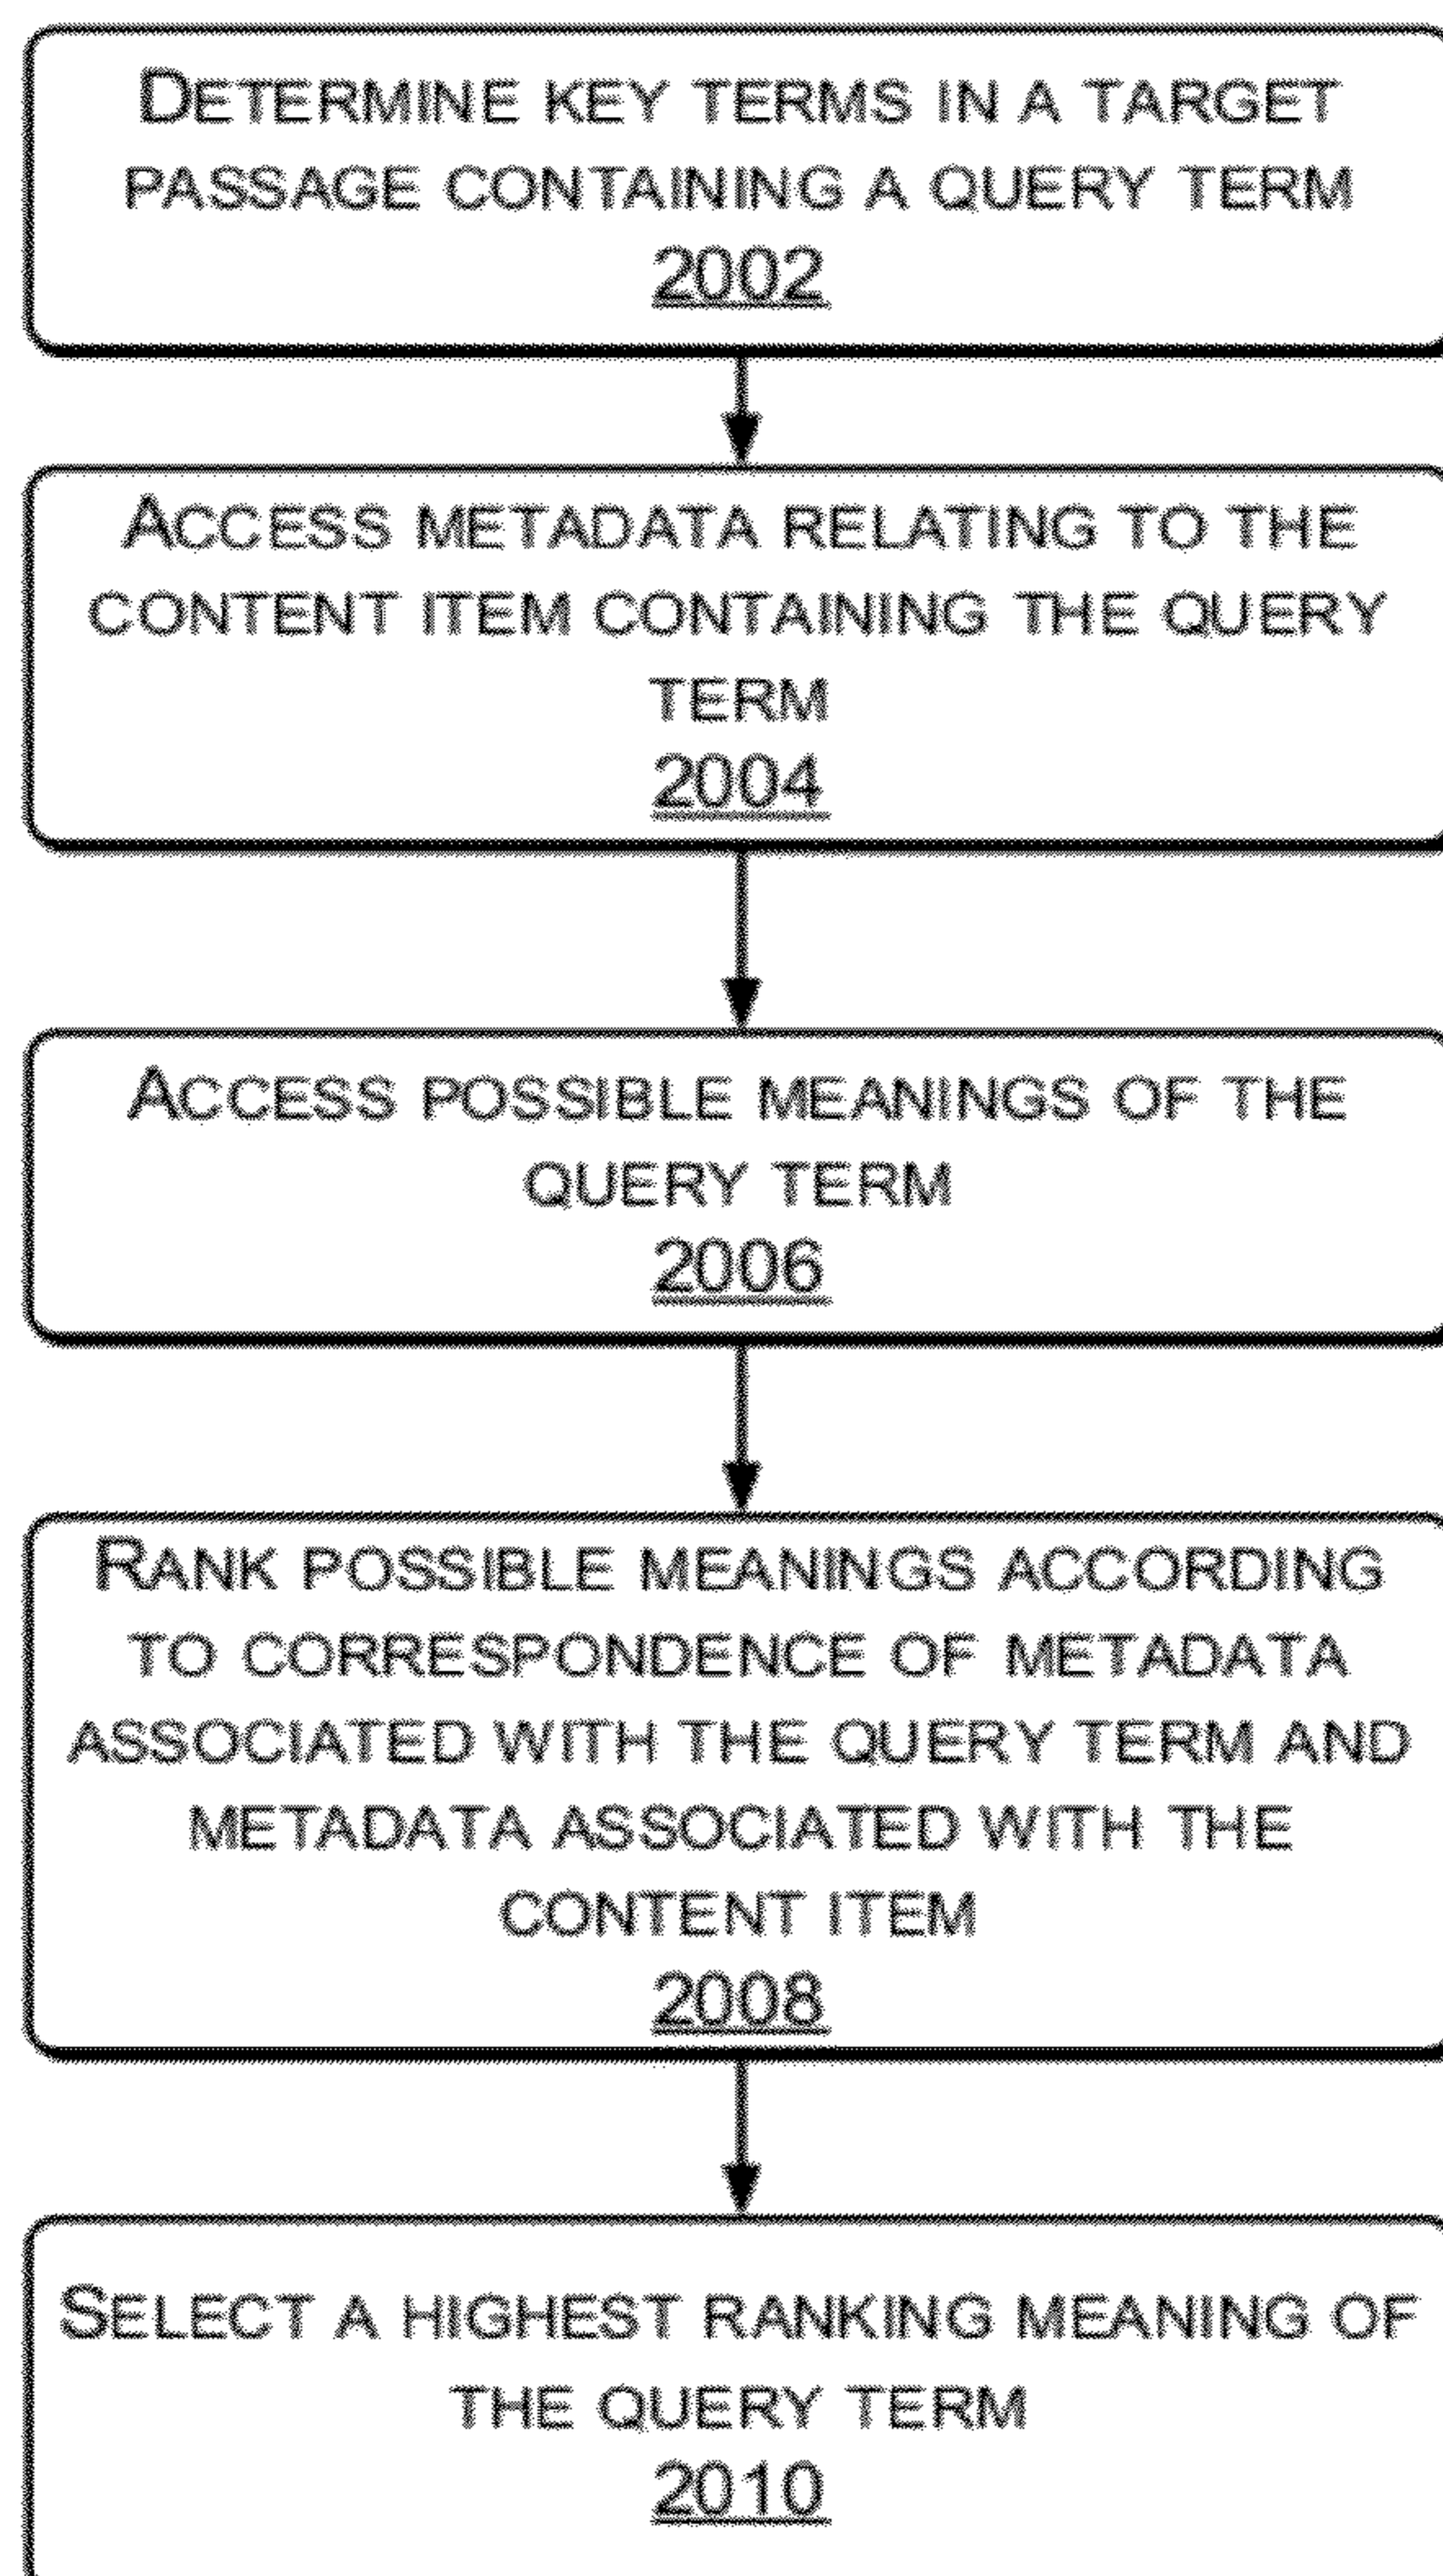 DETERMINE KEY TERMS IN A TARGET
PASSAGE CONTAINING A QUERY TERM
2002
ACCESS METADATA RELATING TO THE
CONTENT ITEM CONTAINING THE QUERY
TERM
2004
ACCESS POSSIBLE MEANINGS OF THE
QUERY TERM
2006
RANK POSSIBLE MEANINGS ACCORDING
TO CORRESPONDENCE OF METADATA
ASSOCIATED WITH THE QUERY TERM AND
METADATA ASSOCIATED WITH THE
CONTENT ITEM
2008
SELECT A HIGHEST RANKING MEANING OF
THE QUERY TERM
2010